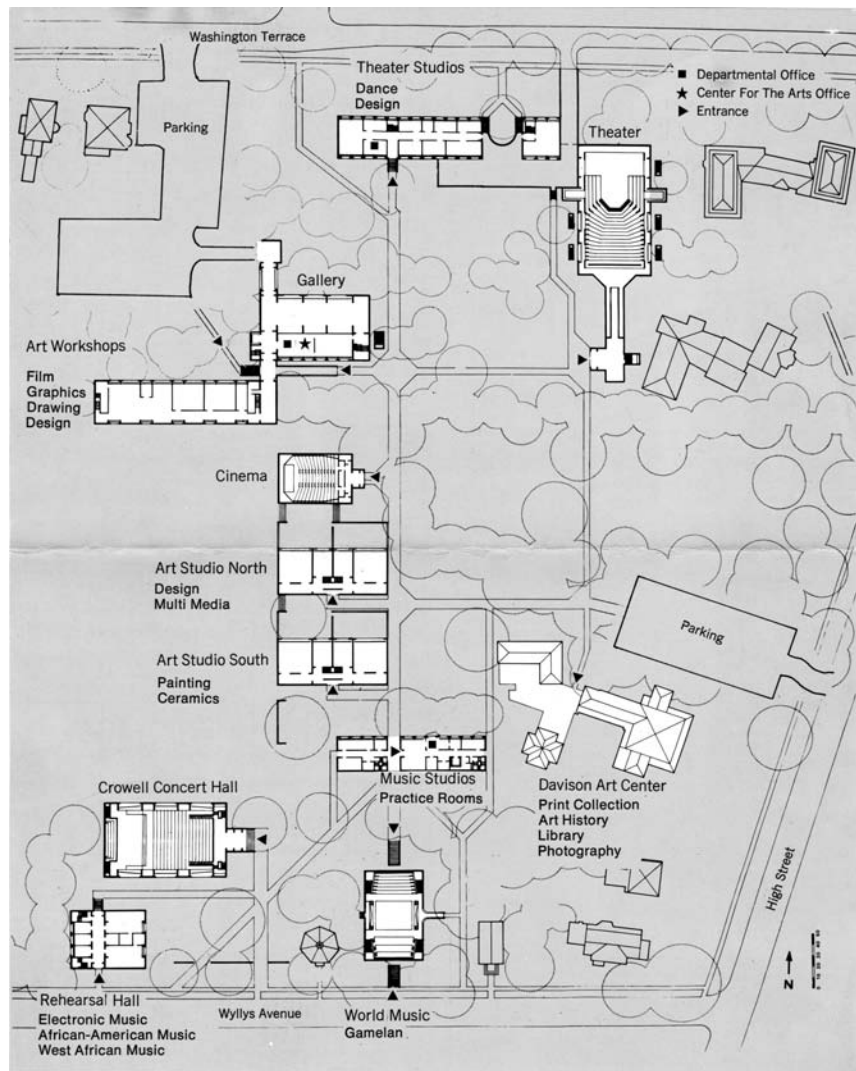 Washington Terrace
Theater Studios
Dance
Design
Departmental Office
Center For The Arts Office
Entrance
Parking
Theater
Gallery
Art Workshops
Film
Graphics
Drawing
Design
Cinema
Art Studio North
Design
Multi Media
Parking
Art Studio South
Painting
Ceramics
Music Studios
Practice Rooms
Crowell Concert Hall
Davison Art Center
Print Collection
Art History
Library
Photography
High Street
N
Rehearsal Hall
Electronic Music
African-American Music
West African Music
Wyllys Avenue
World Music
Gamelan